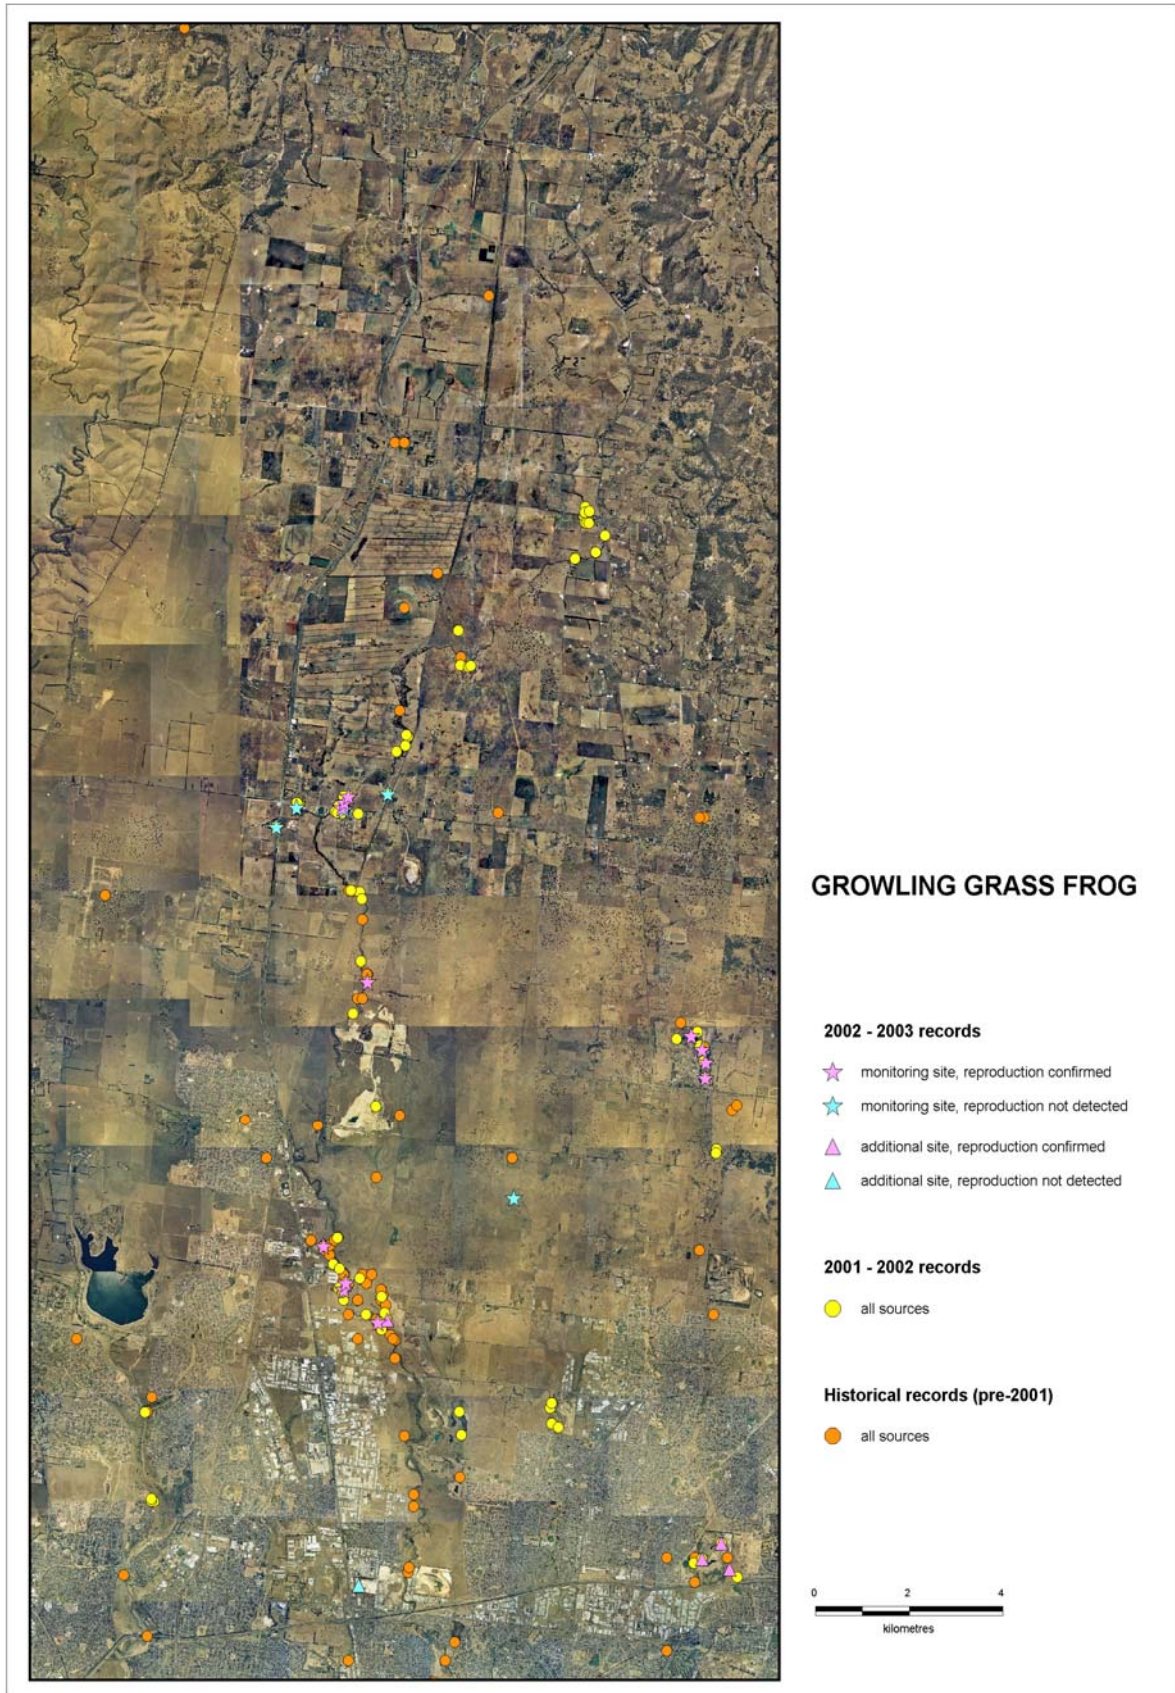 GROWLING GRASS FROG
2002 - 2003 records
monitoring site, reproduction confirmed
monitoring site, reproduction not detected
additional site, reproduction confirmed
additional site, reproduction not detected
2001 - 2002 records
all sources
Historical records (pre-2001)
all sources
0 2 4
kilometres